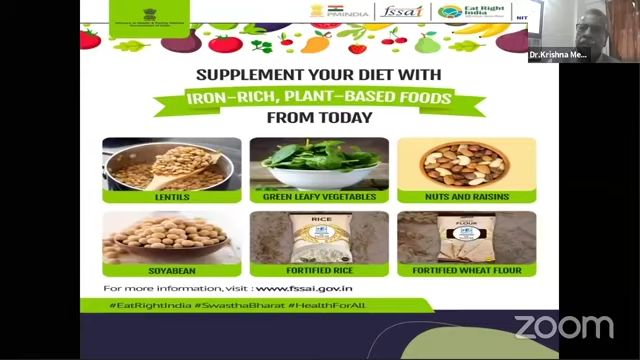 PMINDIA
fssai
Eat Right India
NIT
Dr.Krishna Me...
SUPPLEMENT YOUR DIET WITH
IRON-RICH, PLANT-BASED FOODS
FROM TODAY
LENTILS
GREEN LEAFY VEGETABLES
NUTS AND RAISINS
RICE
FLOUR
SOYABEAN
FORTIFIED RICE
FORTIFIED WHEAT FLOUR
For more information, visit : www.fssai.gov.in
#EatRightIndia #SwasthaBharat #HealthForAll
zoom